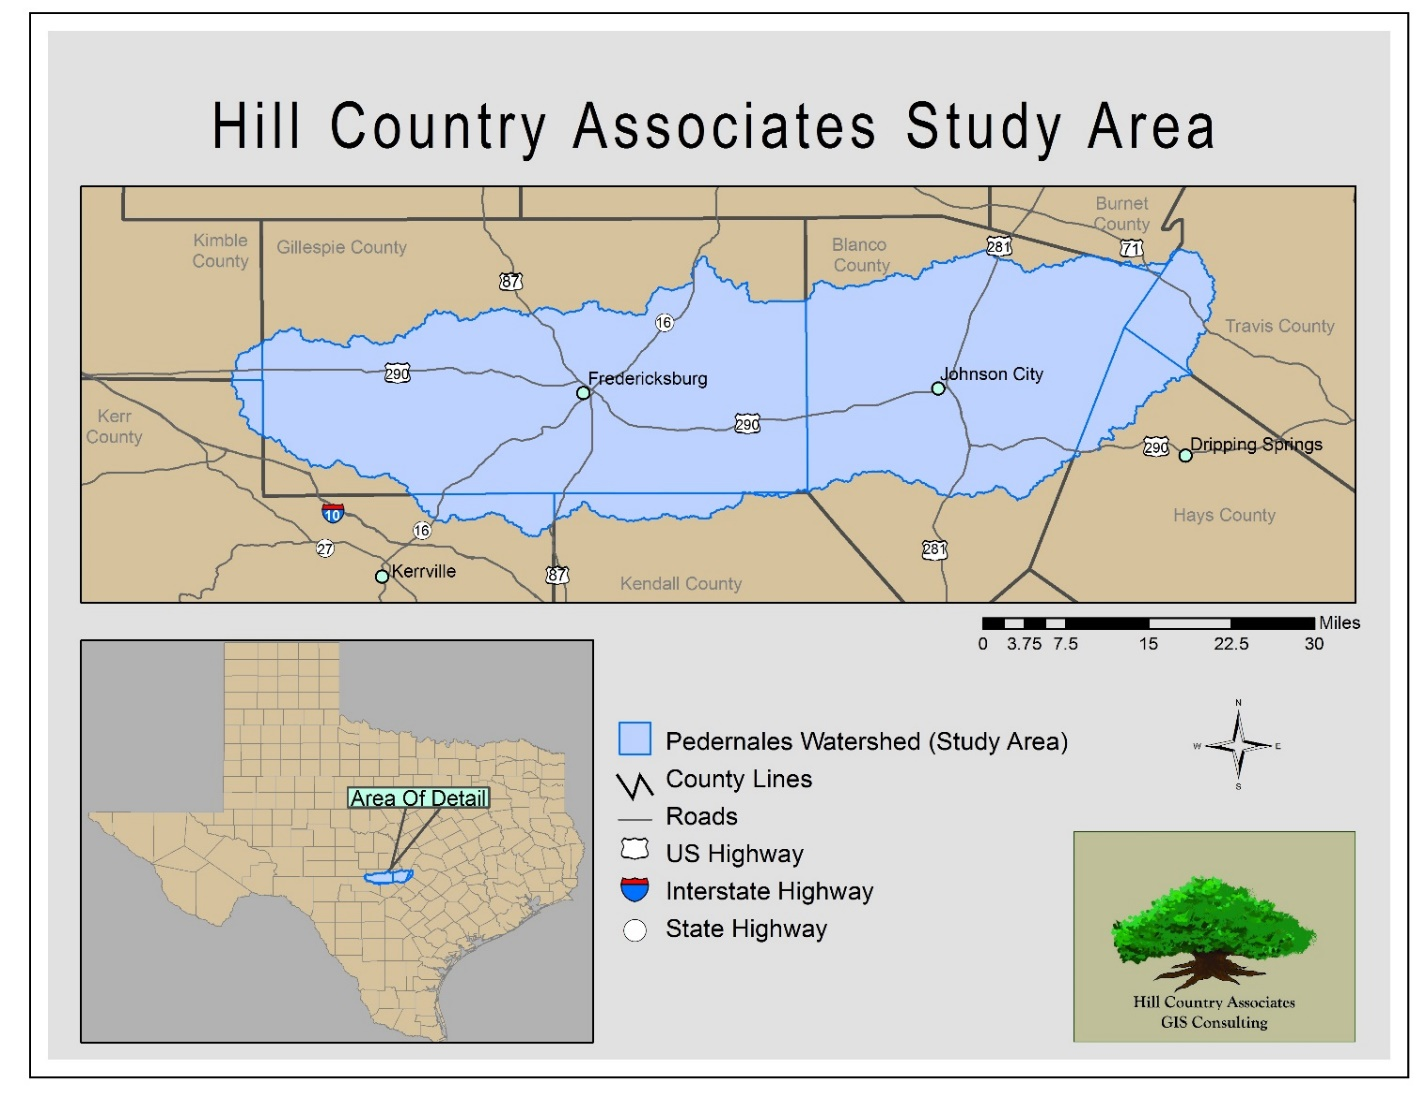 Hill Country Associates Study Area
Burnet
County
Kimble
County
Gillespie County
Blanco
County
281
71
87
16
Travis County
290
Fredericksburg
Johnson City
Kerr
County
290
290
Dripping Springs
10
16
27
Hays County
281
Kerrville
87
Kendall County
Miles
0 3.75 7.5 15 22.5 30
Area Of Detail
Pedernales Watershed (Study Area)
County Lines
Roads
US Highway
Interstate Highway
State Highway
N
W E
S
Hill Country Associates
GIS Consulting